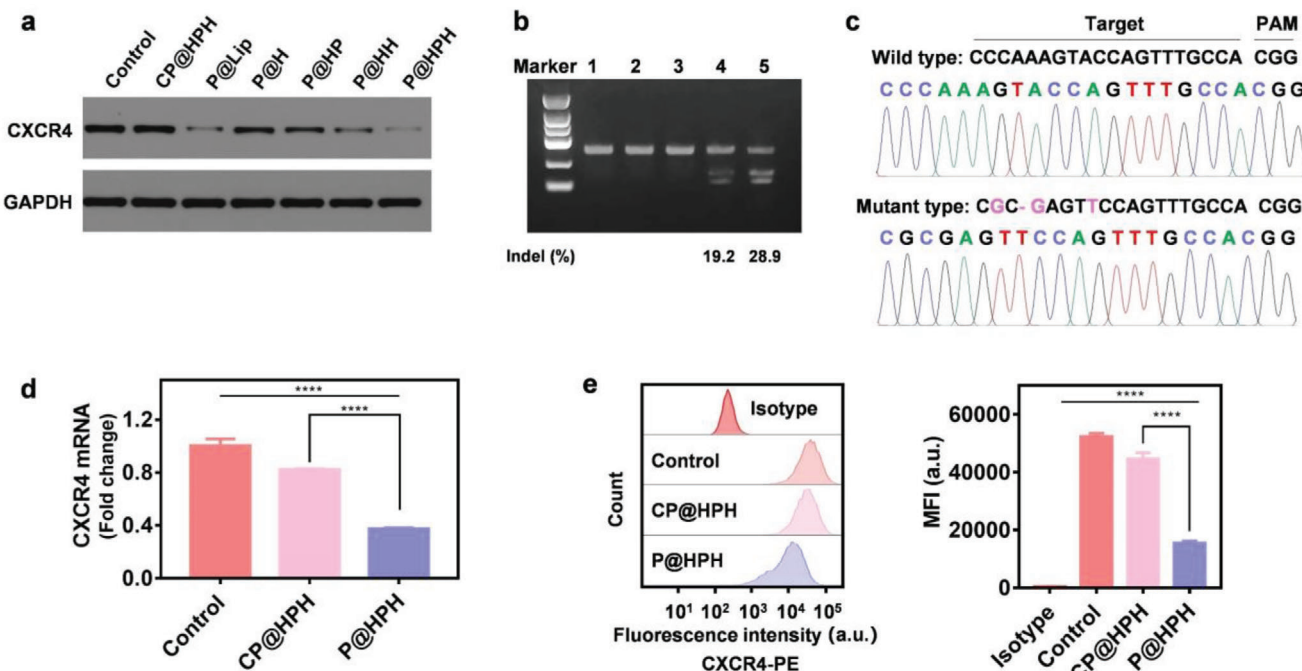 a
Control
CP@HPH
P@Lip
P@H
P@HP
P@HH
P@HPH
CXCR4
GAPDH
b
Marker 1 2 3 4 5
Indel (%) 19.2 28.9
c
Target PAM
Wild type: CCCAAAGTACCAGTTTGCCA CGG
C C C A A A G T A C C A G T T T G C C A C G G
Mutant type: CGC-GAGTTCCAGTTTGCCA CGG
C G C G A G T T C C A G T T T G C C A C G G
d
CXCR4 mRNA
(Fold change)
1.2
0.8
0.4
0.0
****
****
Control
CP@HPH
P@HPH
e
Count
Isotype
Control
CP@HPH
P@HPH
10¹ 10² 10³ 10⁴ 10⁵
Fluorescence intensity (a.u.)
CXCR4-PE
MFI (a.u.)
60000
40000
20000
0
****
****
Isotype
Control
CP@HPH
P@HPH